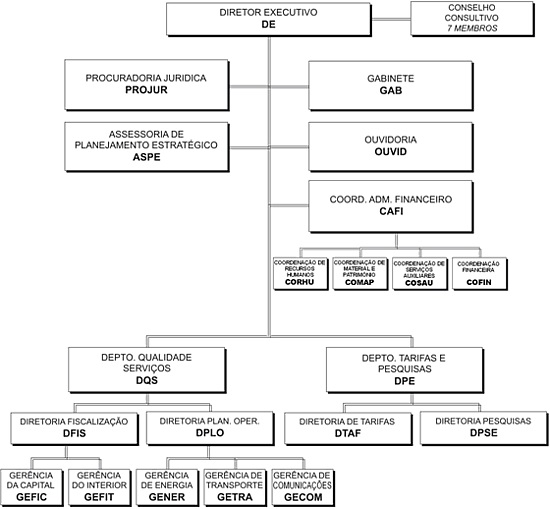 DIRETOR EXECUTIVO
DE
CONSELHO
CONSULTIVO
7 MEMBROS
PROCURADORIA JURIDICA
PROJUR
GABINETE
GAB
ASSESSORIA DE
PLANEJAMENTO ESTRATÉGICO
ASPE
OUVIDORIA
OUVID
COORD. ADM. FINANCEIRO
CAFI
COORDENAÇÃO DE
RECURSOS
HUMANOS
CORHU
COORDENAÇÃO DE
MATERIAL E
PATRIMÔNIO
COMAP
COORDENAÇÃO DE
SERVIÇOS
AUXILIARES
COSAU
COORDENAÇÃO
FINANCEIRA
COFIN
DEPTO. QUALIDADE
SERVIÇOS
DQS
DEPTO. TARIFAS E
PESQUISAS
DPE
DIRETORIA FISCALIZAÇÃO
DFIS
DIRETORIA PLAN. OPER.
DPLO
DIRETORIA DE TARIFAS
DTAF
DIRETORIA PESQUISAS
DPSE
GERÊNCIA
DA CAPITAL
GEFIC
GERÊNCIA
DO INTERIOR
GEFIT
GERÊNCIA
DE ENERGIA
GENER
GERÊNCIA DE
TRANSPORTE
GETRA
GERÊNCIA DE
COMUNICAÇÕES
GECOM